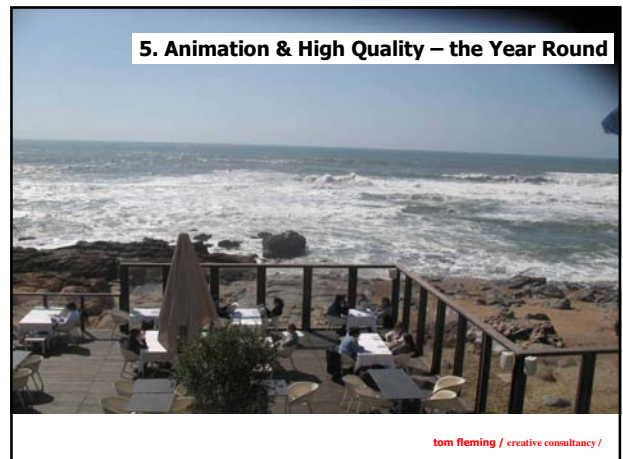 5. Animation & High Quality – the Year Round
tom fleming / creative consultancy /